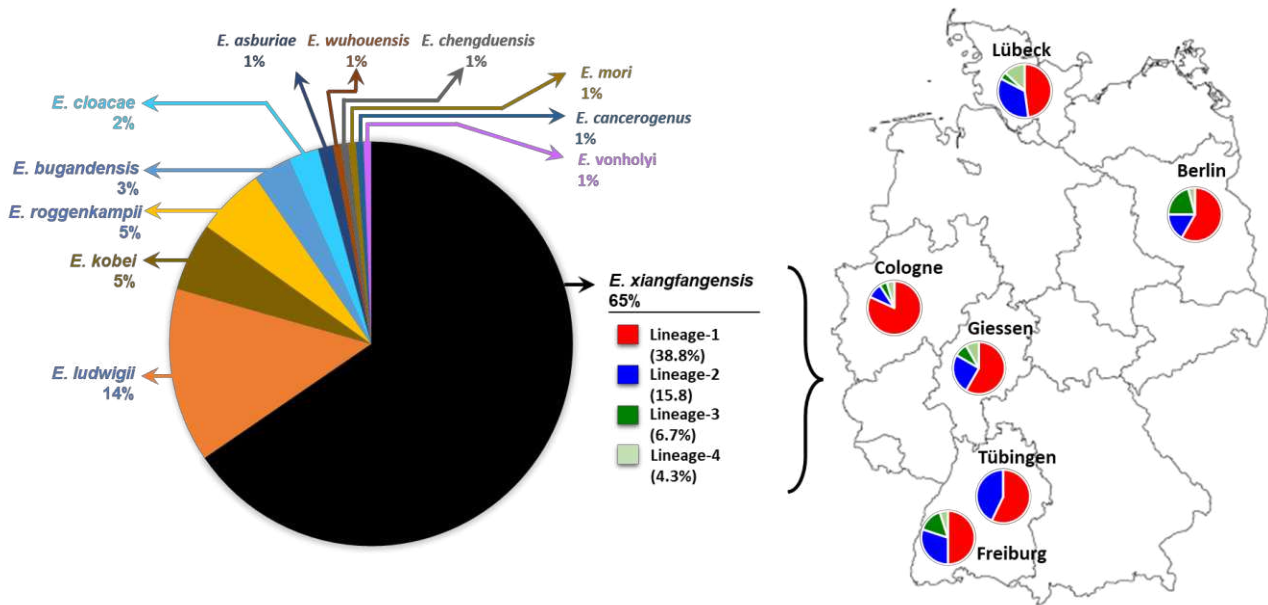 E. asburiae
1%
E. wuhouensis
1%
E. chengduensis
1%
E. mori
1%
E. cancerogenus
1%
E. vonholyi
1%
E. cloacae
2%
E. bugandensis
3%
E. roggenkampii
5%
E. kobei
5%
E. ludwigii
14%
E. xiangfangensis
65%
Lineage-1
(38.8%)
Lineage-2
(15.8)
Lineage-3
(6.7%)
Lineage-4
(4.3%)
Lübeck
Berlin
Cologne
Giessen
Tübingen
Freiburg